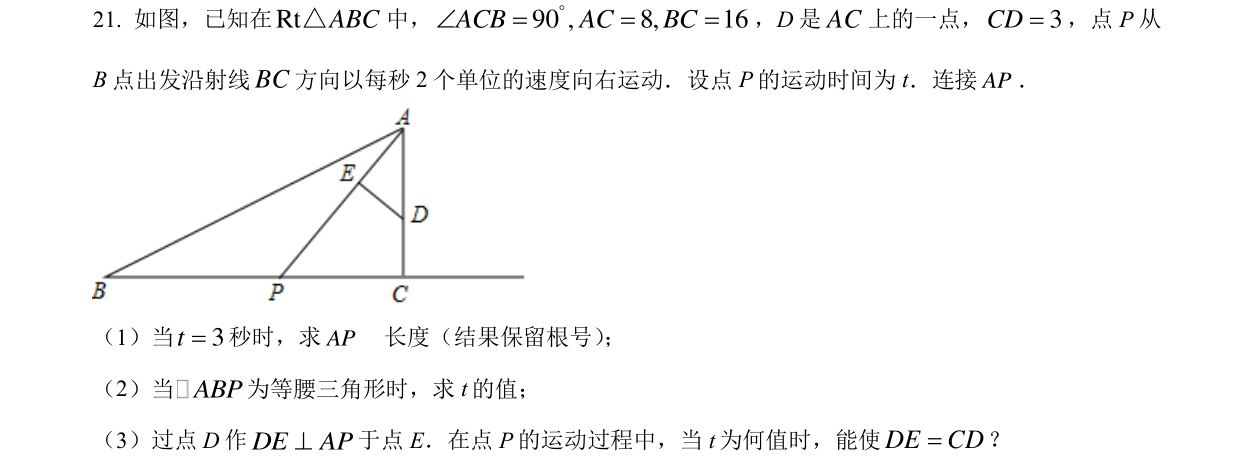 21. 如图，已知在Rt△ABC中，∠ACB=90°,AC=8,BC=16，D是AC上的一点，CD=3，点P从
B点出发沿射线BC方向以每秒2个单位的速度向右运动．设点P的运动时间为t．连接AP．
A
E
D
B
P
C
（1）当t=3秒时，求AP 长度（结果保留根号）；
（2）当□ABP为等腰三角形时，求t的值；
（3）过点D作DE⊥AP于点E．在点P的运动过程中，当t为何值时，能使DE=CD？